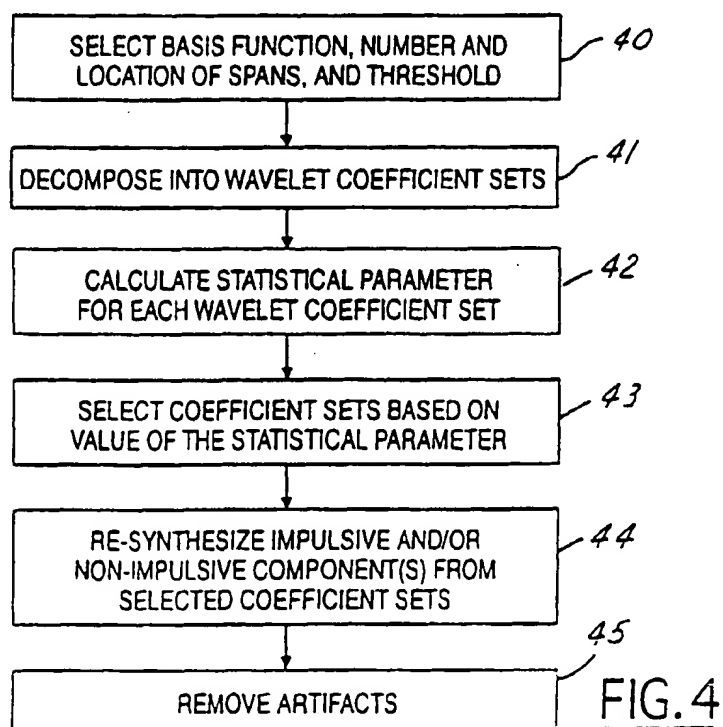 SELECT BASIS FUNCTION, NUMBER AND
LOCATION OF SPANS, AND THRESHOLD
40
DECOMPOSE INTO WAVELET COEFFICIENT SETS
41
CALCULATE STATISTICAL PARAMETER
FOR EACH WAVELET COEFFICIENT SET
42
SELECT COEFFICIENT SETS BASED ON
VALUE OF THE STATISTICAL PARAMETER
43
RE-SYNTHESIZE IMPULSIVE AND/OR
NON-IMPULSIVE COMPONENT(S) FROM
SELECTED COEFFICIENT SETS
44
REMOVE ARTIFACTS
45
FIG. 4